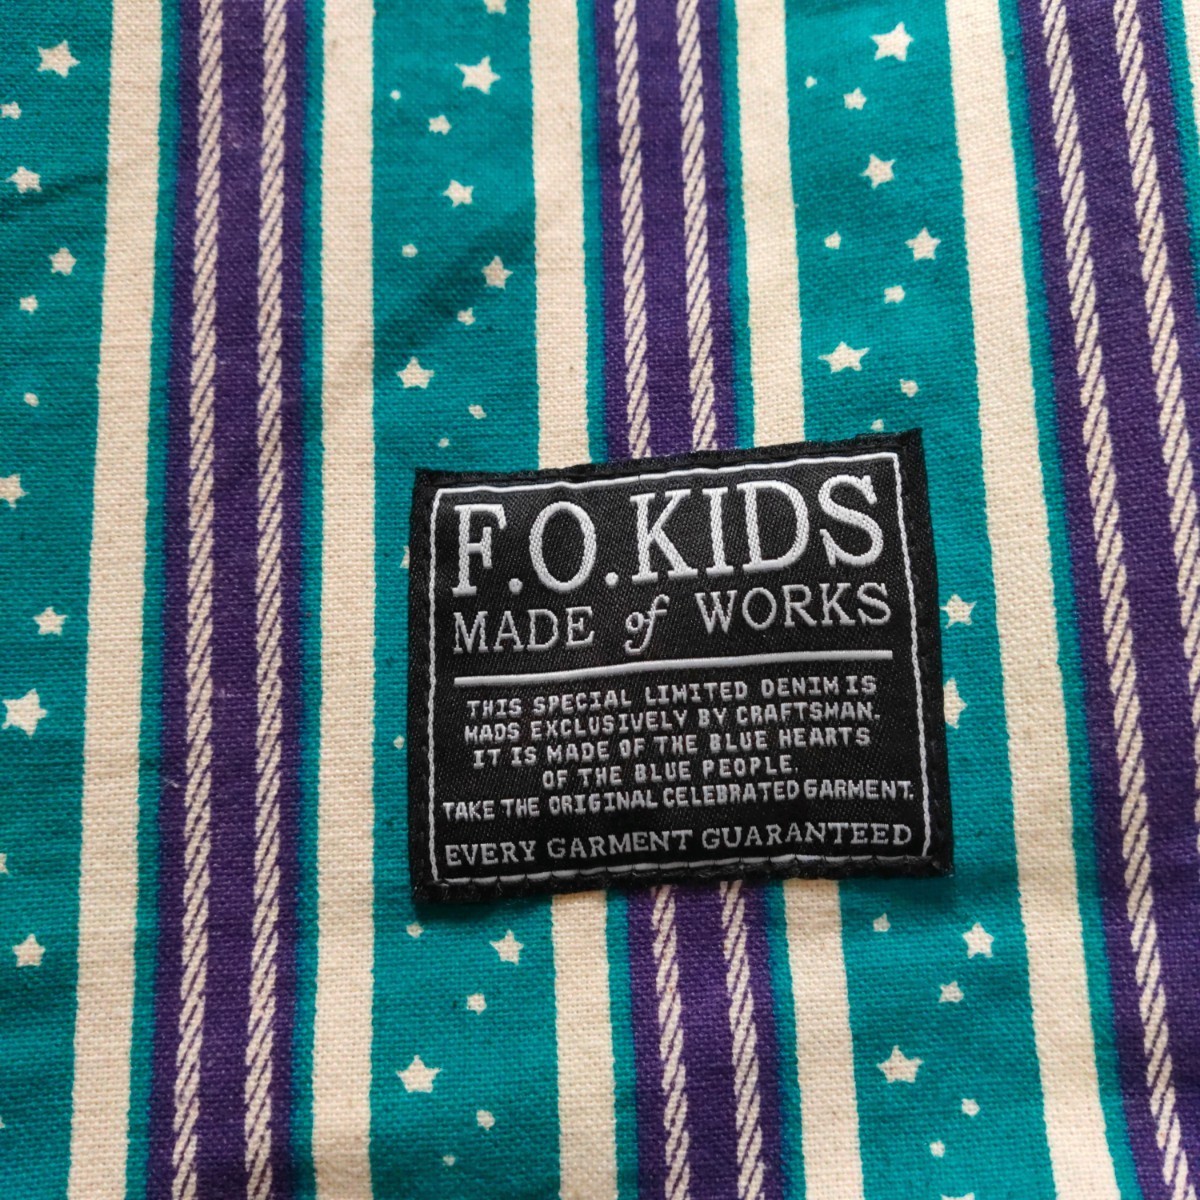 F.O.KIDS
MADE of WORKS
THIS SPECIAL LIMITED DENIM IS
MADS EXCLUSIVELY BY CRAFTSMAN.
IT IS MADE OF THE BLUE HEARTS
OF THE BLUE PEOPLE.
TAKE THE ORIGINAL CELEBRATED GARMENT.
EVERY GARMENT GUARANTEED